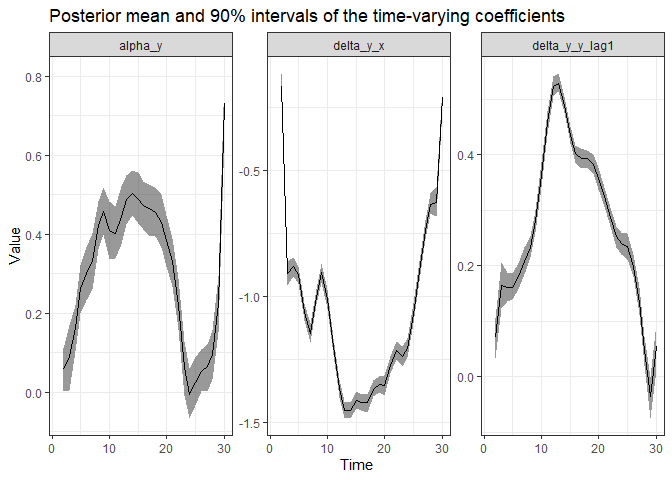 Posterior mean and 90% intervals of the time-varying coefficients
alpha_y
delta_y_x
delta_y_y_lag1
Value
0.8
0.6
0.4
0.2
0.0
-0.5
-1.0
-1.5
0.4
0.2
0.0
0 10 20 30
0 10 20 30
0 10 20 30
Time